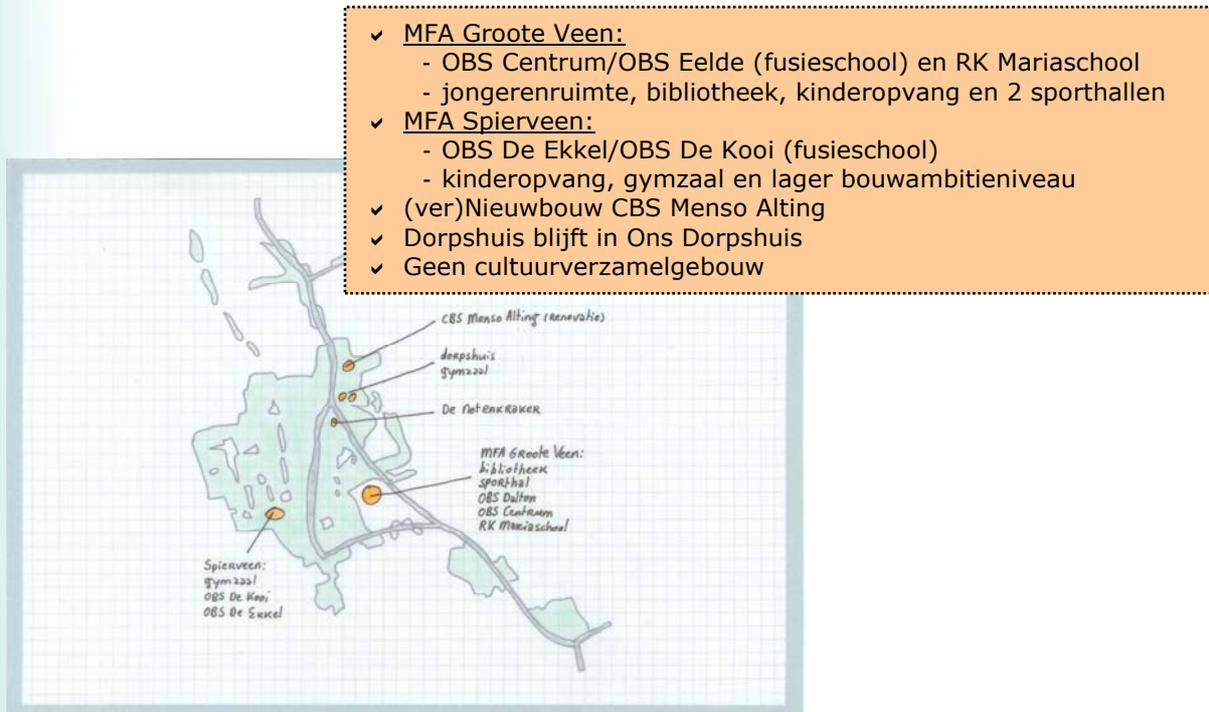 MFA Groote Veen:
- OBS Centrum/OBS Eelde (fusieschool) en RK Mariaschool
- jongerenruimte, bibliotheek, kinderopvang en 2 sporthallen
MFA Spierveen:
- OBS De Ekkel/OBS De Kooi (fusieschool)
- kinderopvang, gymzaal en lager bouwambitieniveau
(ver)Nieuwbouw CBS Menso Alting
Dorpshuis blijft in Ons Dorpshuis
Geen cultuurverzamelgebouw
CBS Menso Alting (Renovatie)
dorpshuis
gymzaal
De Notenkraker
MFA Groote Veen:
bibliotheek
sporthal
OBS Dalton
OBS Centrum
RK Mariaschool
Spierveen:
gymzaal
OBS De Kooi
OBS De Ekkel